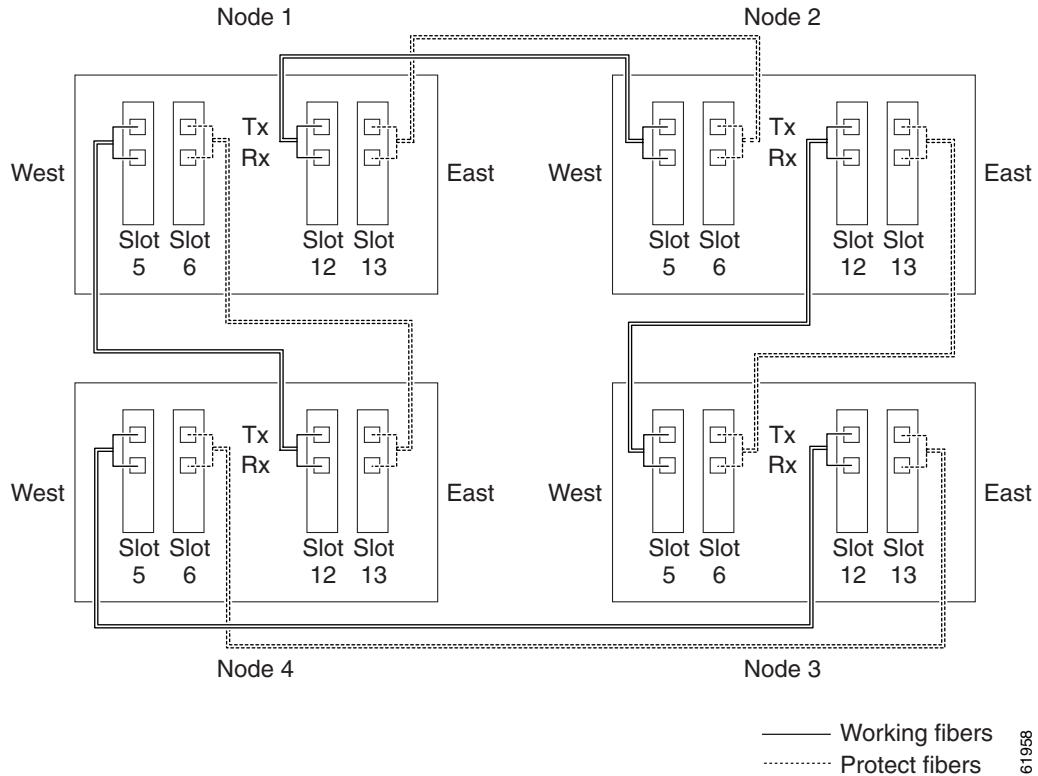 Node 1
Node 2
West
Tx
Rx
East
Slot 5
Slot 6
Slot 12
Slot 13
West
Tx
Rx
East
Slot 5
Slot 6
Slot 12
Slot 13
West
Tx
Rx
East
Slot 5
Slot 6
Slot 12
Slot 13
West
Tx
Rx
East
Slot 5
Slot 6
Slot 12
Slot 13
Node 4
Node 3
Working fibers
Protect fibers
61958